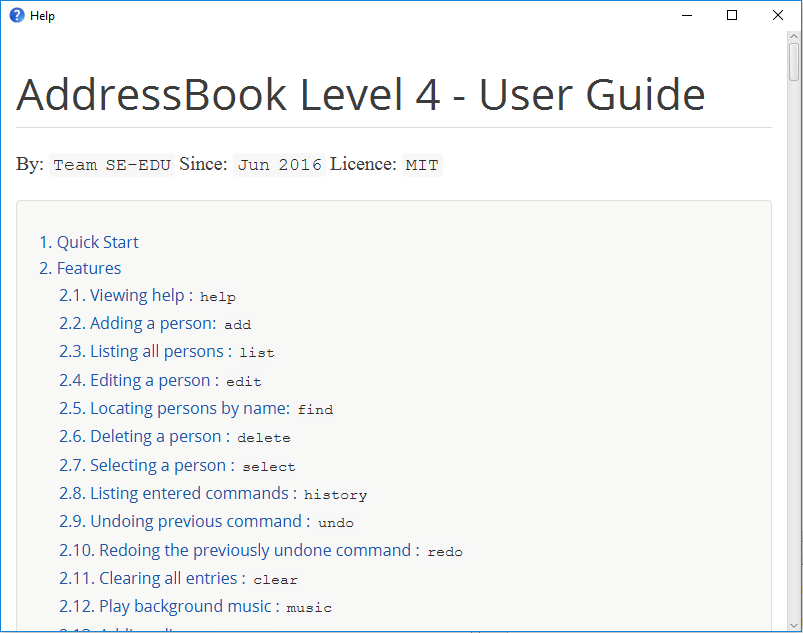 Help
AddressBook Level 4 - User Guide
By: Team SE-EDU Since: Jun 2016 Licence: MIT
1. Quick Start
2. Features
2.1. Viewing help : help
2.2. Adding a person: add
2.3. Listing all persons : list
2.4. Editing a person : edit
2.5. Locating persons by name: find
2.6. Deleting a person : delete
2.7. Selecting a person : select
2.8. Listing entered commands : history
2.9. Undoing previous command : undo
2.10. Redoing the previously undone command : redo
2.11. Clearing all entries : clear
2.12. Play background music : music